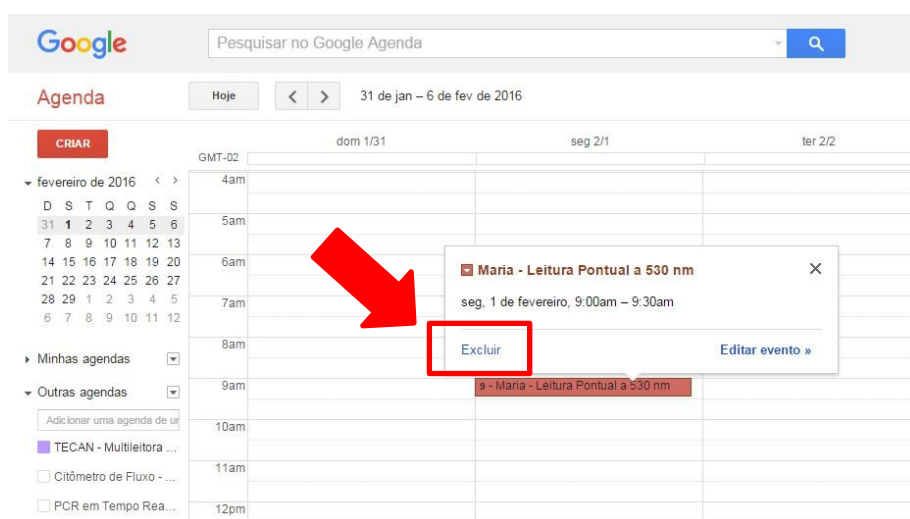 Google
Pesquisar no Google Agenda
Agenda
Hoje
31 de jan – 6 de fev de 2016
CRIAR
fevereiro de 2016
D S T Q Q S S
31 1 2 3 4 5 6
7 8 9 10 11 12 13
14 15 16 17 18 19 20
21 22 23 24 25 26 27
28 29 1 2 3 4 5
6 7 8 9 10 11 12
Minhas agendas
Outras agendas
Adicionar uma agenda de ur
TECAN - Multileitora ...
Citômetro de Fluxo - ...
PCR em Tempo Rea...
dom 1/31 seg 2/1 ter 2/2
GMT-02
4am
5am
6am
7am
8am
9am
10am
11am
12pm
Maria - Leitura Pontual a 530 nm
seg, 1 de fevereiro, 9:00am – 9:30am
Excluir Editar evento »
9 - Maria - Leitura Pontual a 530 nm